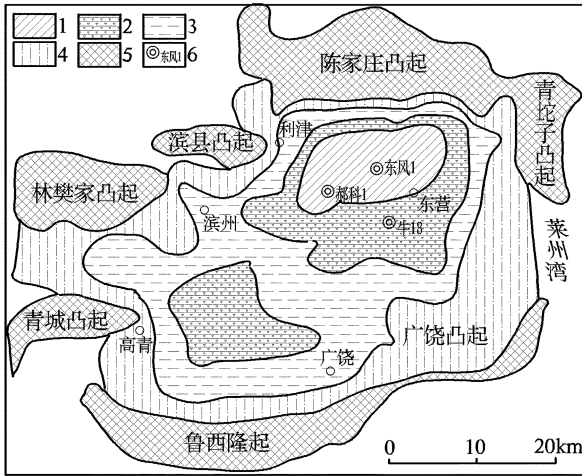 1 2 3
4 5 东风1 6
陈家庄凸起
青坨子凸起
利津
滨县凸起
东风1
林樊家凸起
郝科1
东营
滨州
牛18
莱州湾
青城凸起
高青
广饶凸起
广饶
鲁西隆起
0 10 20km